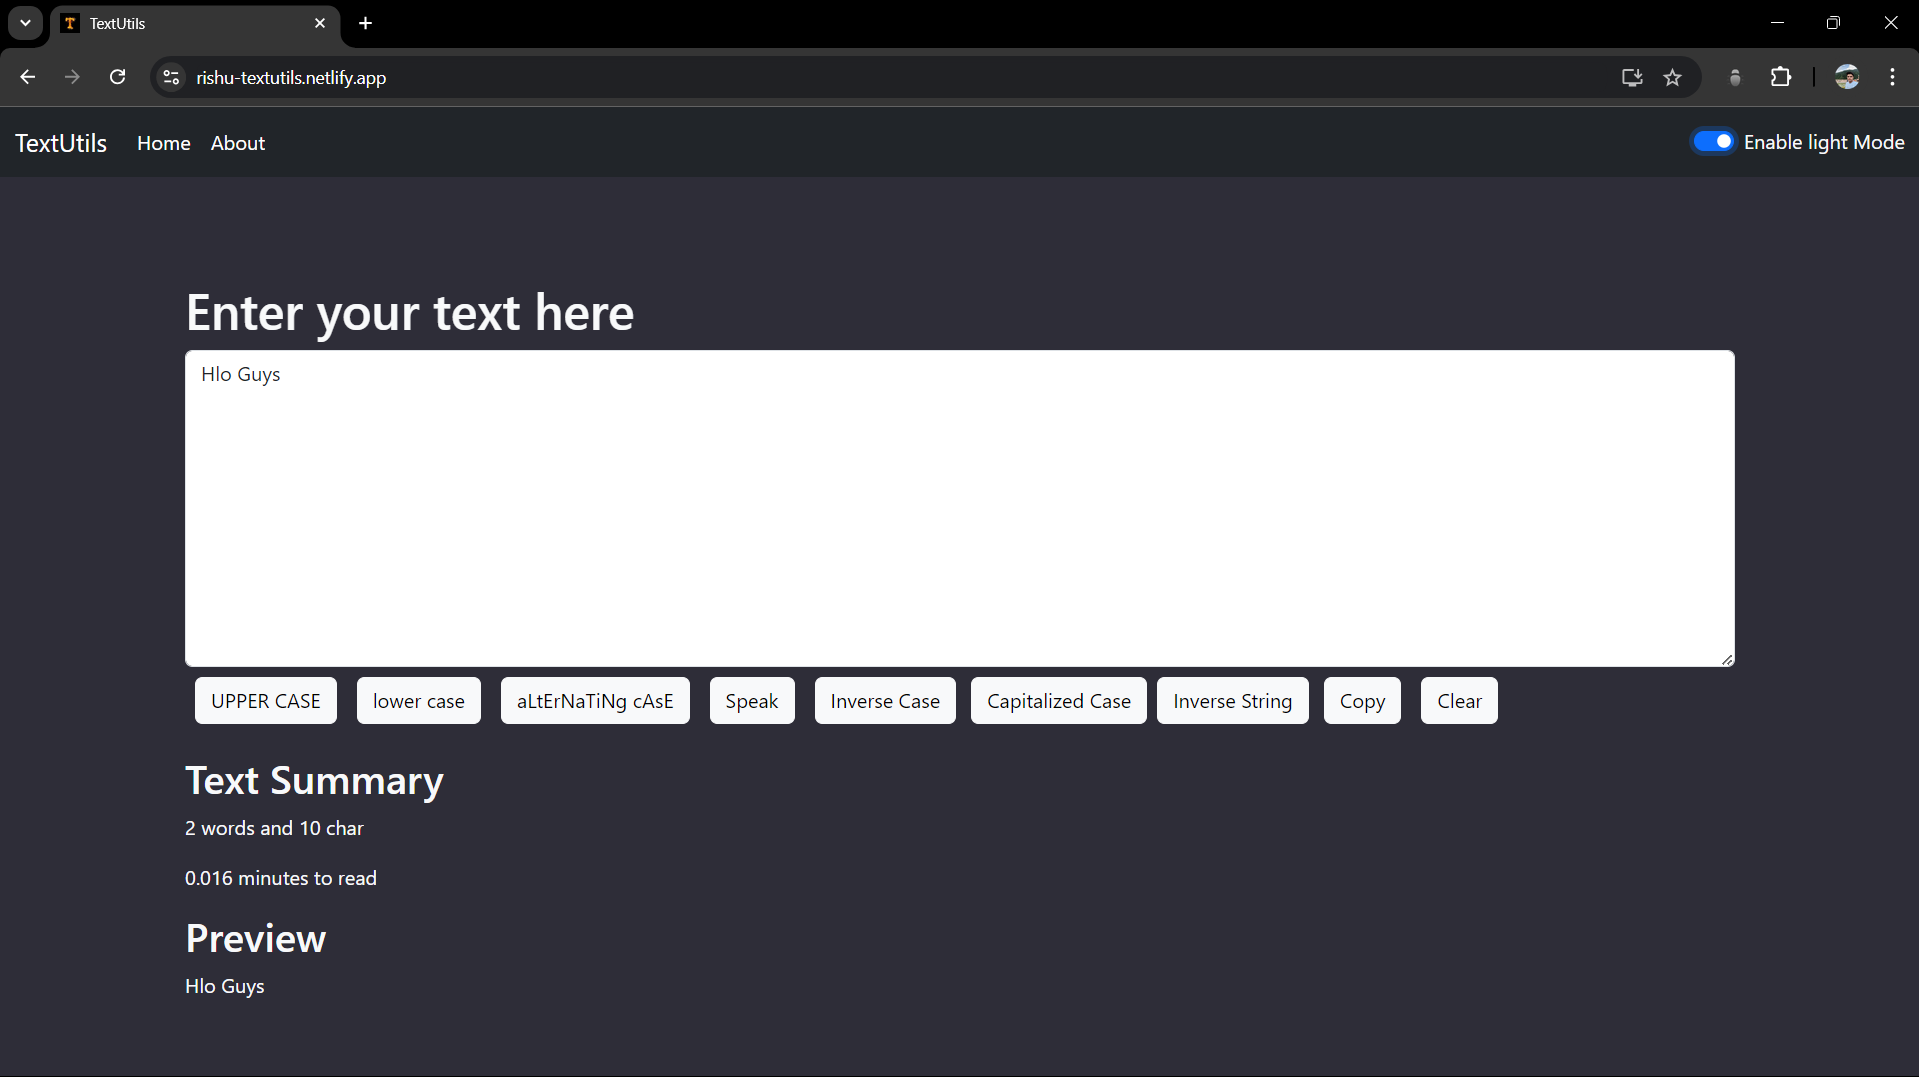 TextUtils
rishu-textutils.netlify.app
TextUtils Home About Enable light Mode
Enter your text here
Hlo Guys
UPPER CASE lower case aLtErNaTiNg cAsE Speak Inverse Case Capitalized Case Inverse String Copy Clear
Text Summary
2 words and 10 char
0.016 minutes to read
Preview
Hlo Guys